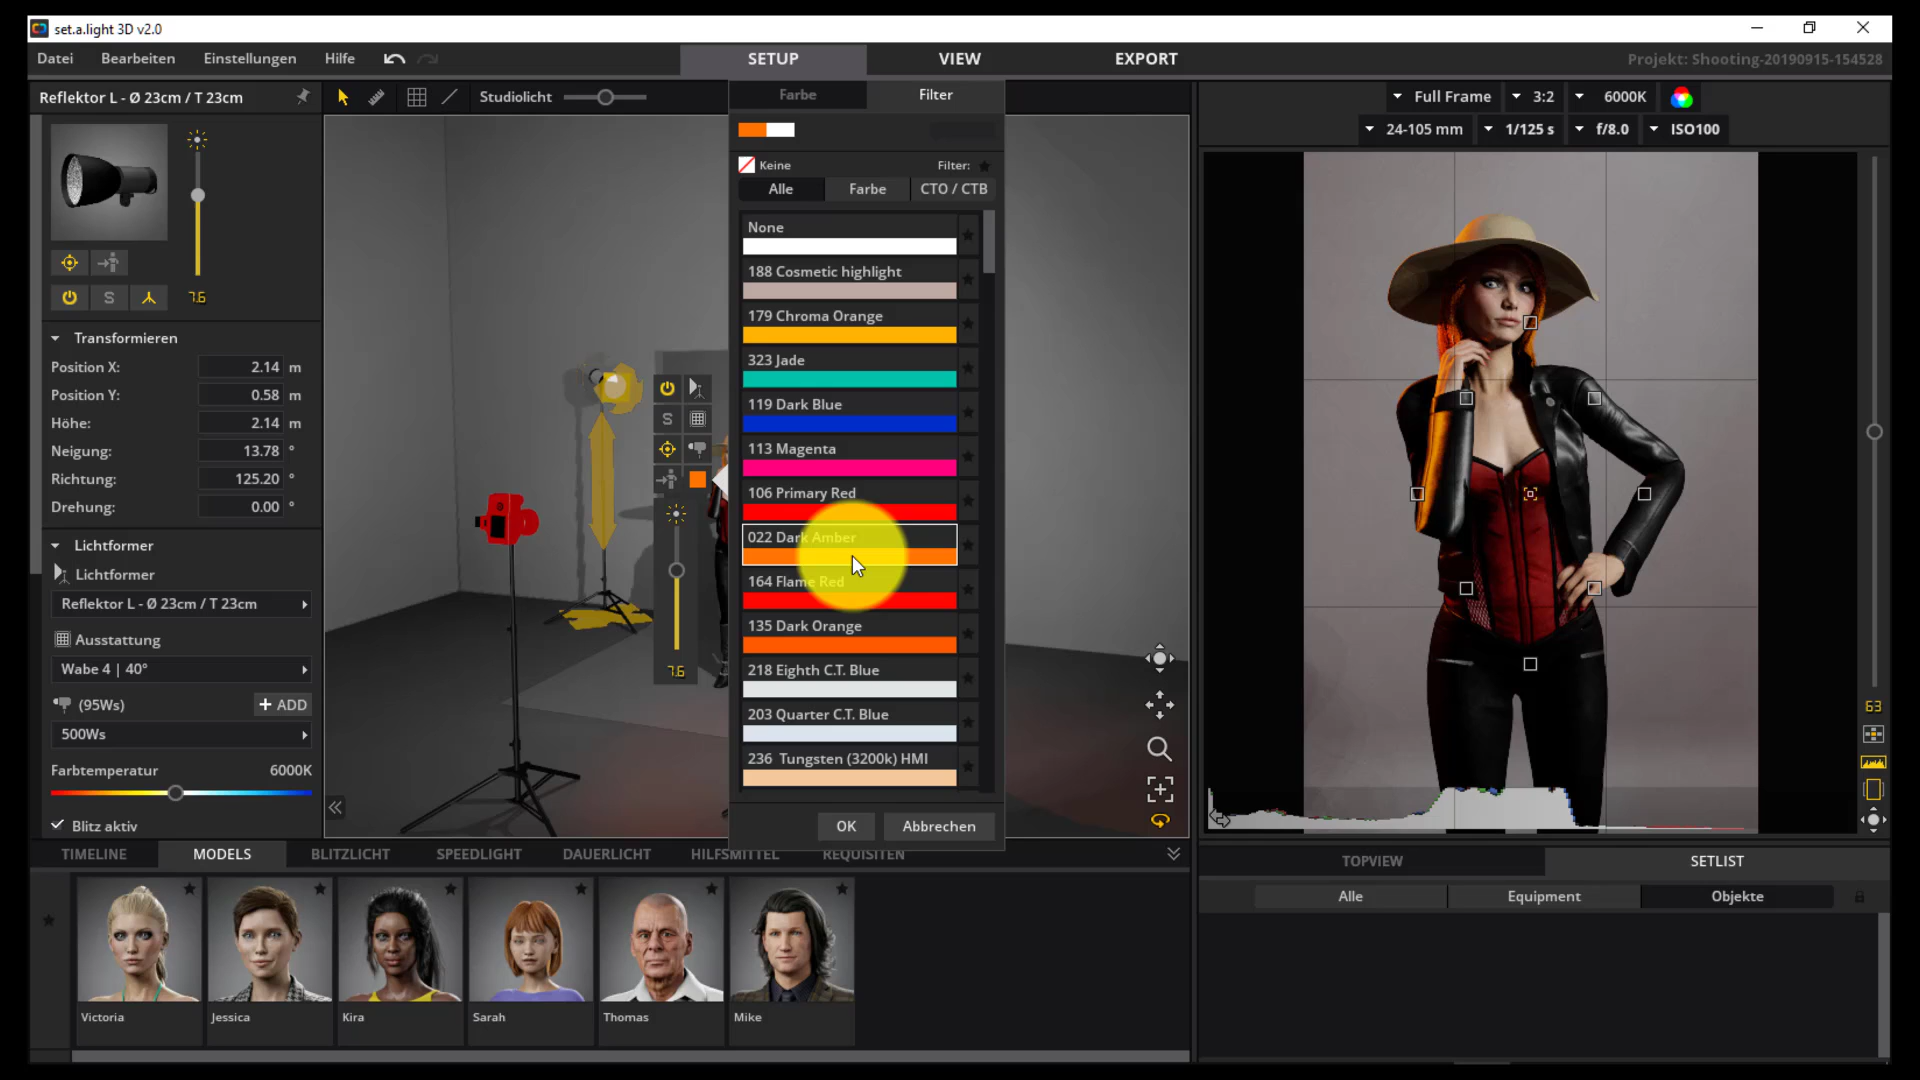 set.a.light 3D v2.0
Datei Bearbeiten Einstellungen Hilfe SETUP VIEW EXPORT Projekt: Shooting-20190915-154528
Reflektor L - Ø 23cm / T 23cm
Studiolicht
S
7.6
Transformieren
Position X: 2.14 m
Position Y: 0.58 m
Höhe: 2.14 m
Neigung: 13.78 °
Richtung: 125.20 °
Drehung: 0.00 °
Lichtformer
Lichtformer
Reflektor L - Ø 23cm / T 23cm
Ausstattung
Wabe 4 | 40°
(95Ws) + ADD
500Ws
Farbtemperatur 6000K
Blitz aktiv
S
7.6
Farbe Filter
Keine Filter:
Alle Farbe CTO / CTB
None
188 Cosmetic highlight
179 Chroma Orange
323 Jade
119 Dark Blue
113 Magenta
106 Primary Red
022 Dark Amber
164 Flame Red
135 Dark Orange
218 Eighth C.T. Blue
203 Quarter C.T. Blue
236 Tungsten (3200k) HMI
OK Abbrechen
Full Frame 3:2 6000K
24-105 mm 1/125 s f/8.0 ISO100
63
TIMELINE MODELS BLITZLICHT SPEEDLIGHT DAUERLICHT HILFSMITTEL REQUISITEN
Victoria Jessica Kira Sarah Thomas Mike
TOPVIEW SETLIST
Alle Equipment Objekte